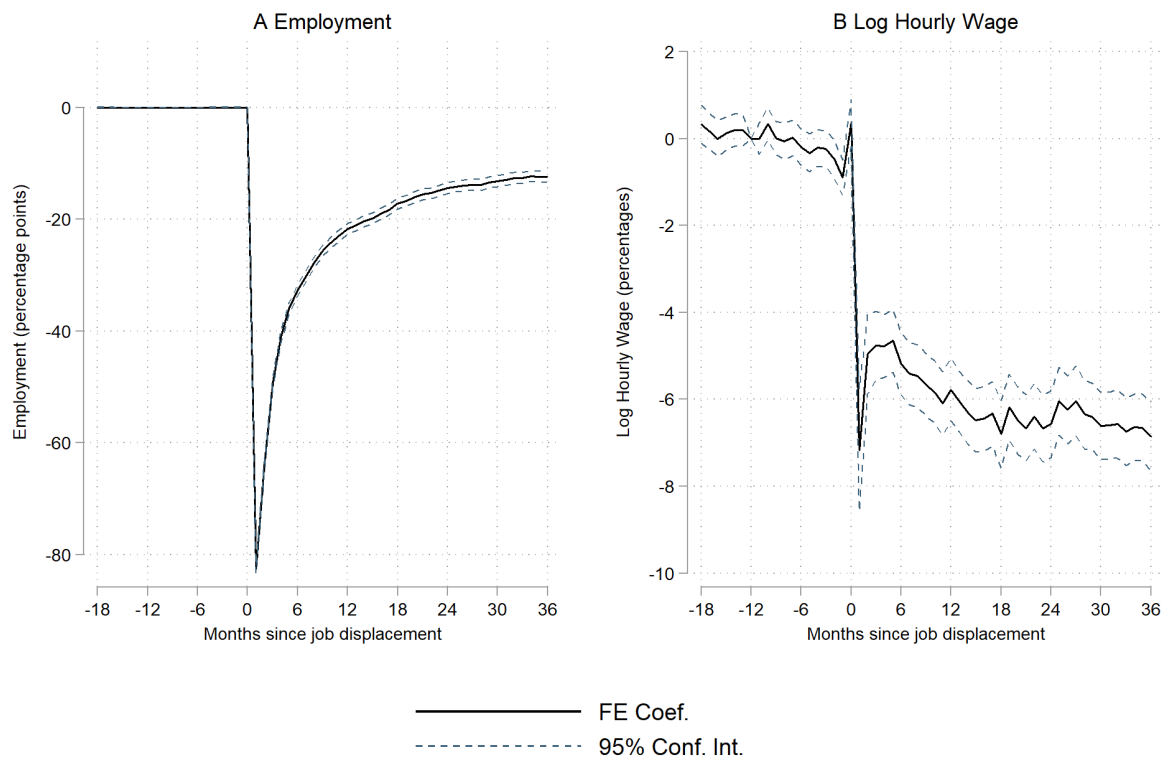 A Employment
0
-20
-40
-60
-80
Employment (percentage points)
-18 -12 -6 0 6 12 18 24 30 36
Months since job displacement
B Log Hourly Wage
2
0
-2
-4
-6
-8
-10
Log Hourly Wage (percentages)
-18 -12 -6 0 6 12 18 24 30 36
Months since job displacement
FE Coef.
95% Conf. Int.